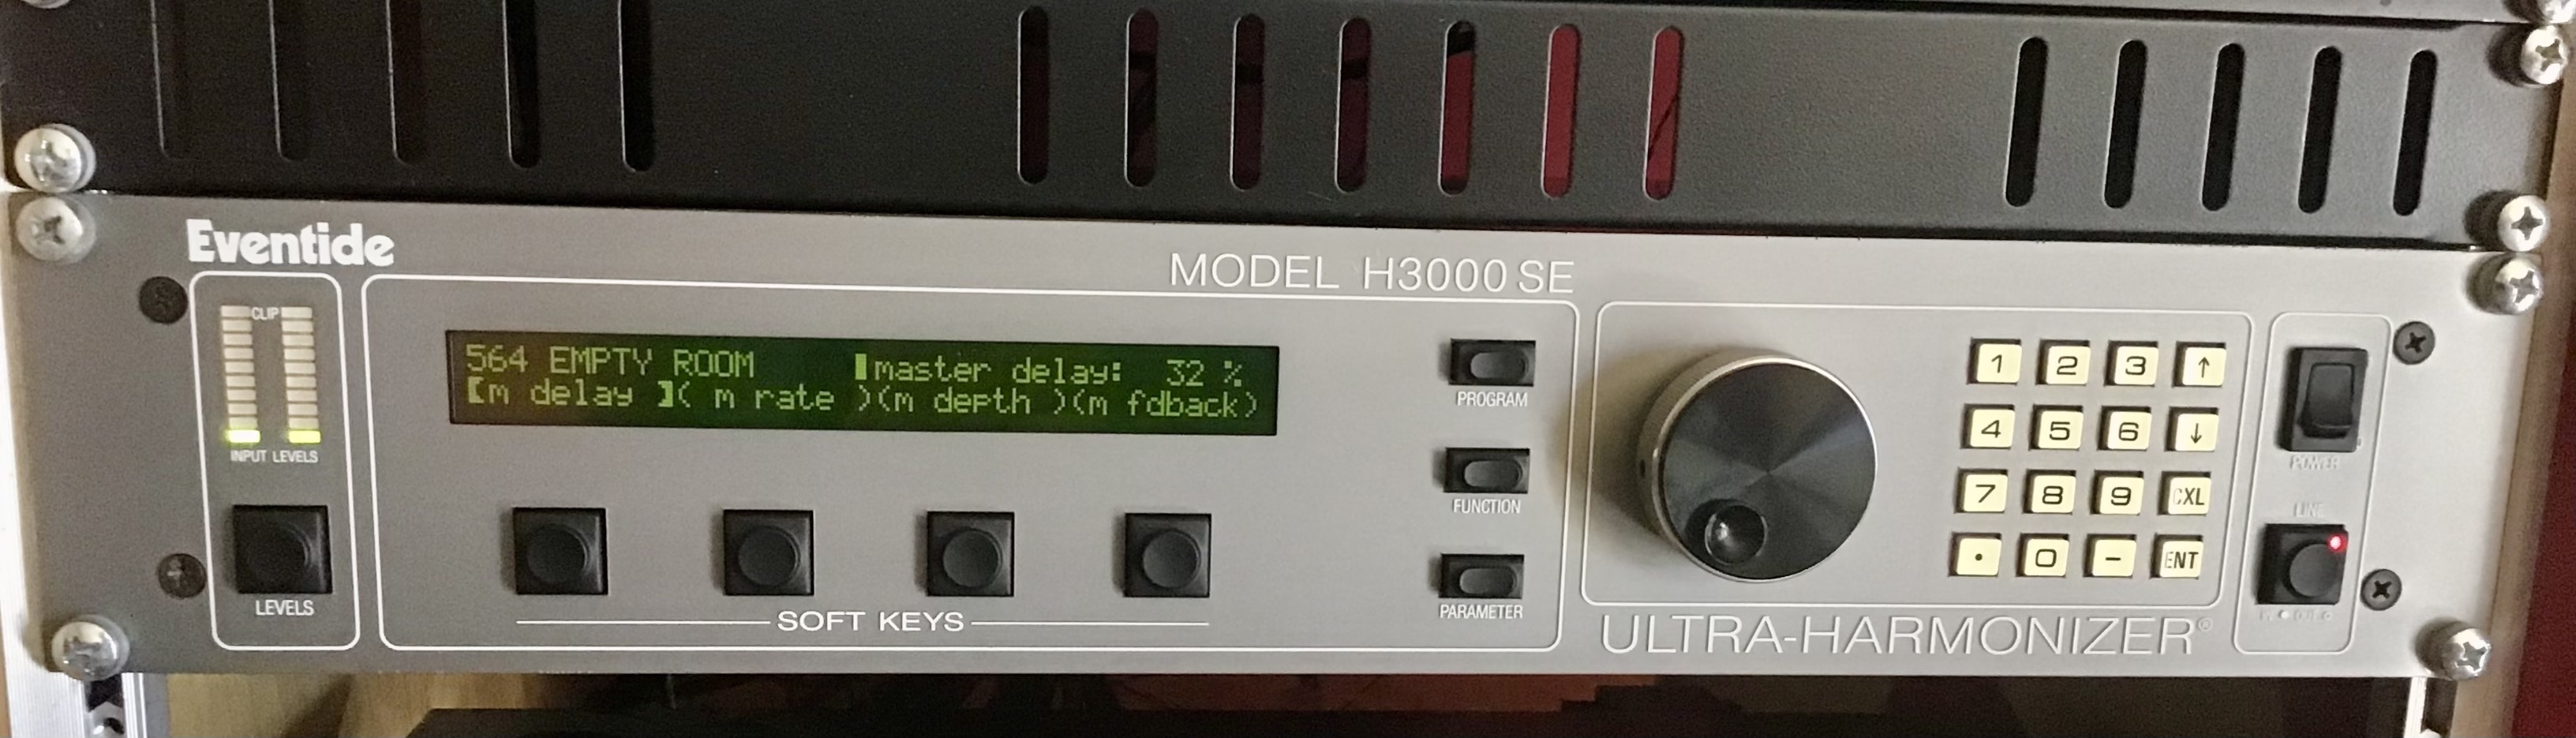 Eventide
MODEL H3000 SE
CLIP
INPUT LEVELS
LEVELS
564 EMPTY ROOM master delay: 32 %
[m delay ]( m rate )(m depth )(m fdback)
SOFT KEYS
PROGRAM
FUNCTION
PARAMETER
1 2 3 ↑
4 5 6 ↓
7 8 9 CXL
. 0 - ENT
ULTRA-HARMONIZER®
POWER
LINE